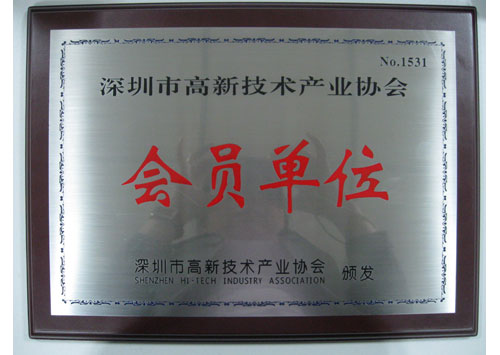 No.1531
深圳市高新技术产业协会
会员单位
深圳市高新技术产业协会 颁发
SHENZHEN HI-TECH INDUSTRY ASSOCIATION